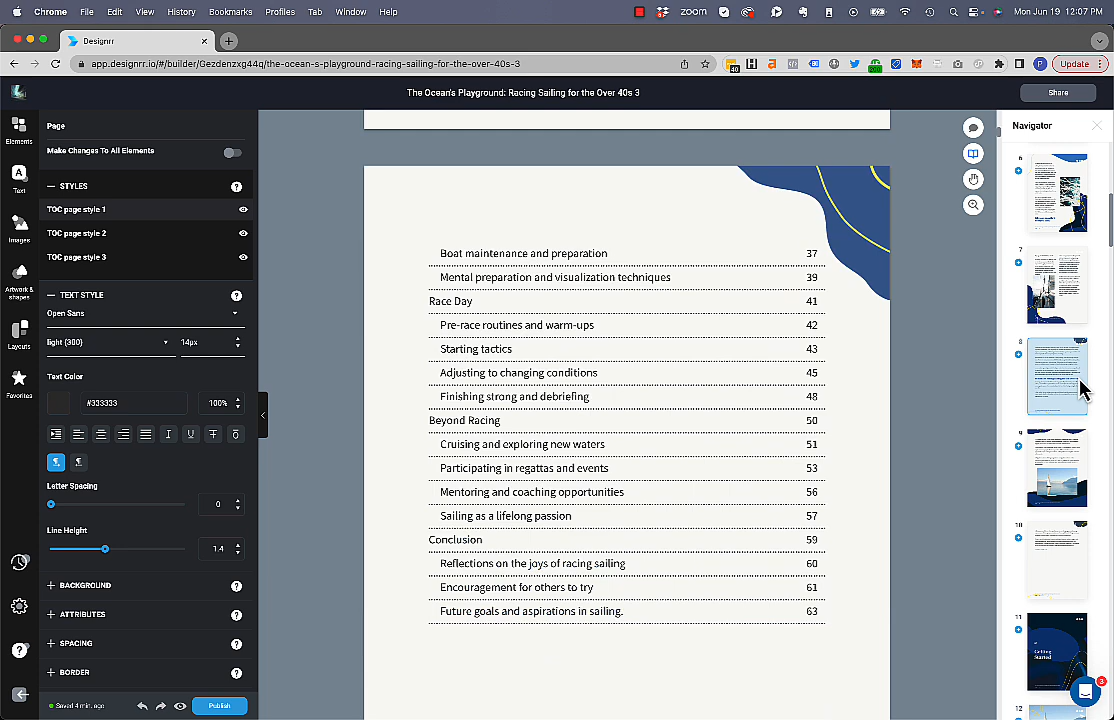 Chrome File Edit View History Bookmarks Profiles Tab Window Help zoom Mon Jun 19 12:07 PM
Designrr
app.designrr.io/#/builder/Gezdenzxg44q/the-ocean-s-playground-racing-sailing-for-the-over-40s-3 Update
The Ocean's Playground: Racing Sailing for the Over 40s 3 Share
Elements
Text
Images
Artwork & shapes
Layouts
Favorites
Page
Make Changes To All Elements
STYLES
TOC page style 1
TOC page style 2
TOC page style 3
TEXT STYLE
Open Sans
light (300) 14px
Text Color
#333333 100%
Letter Spacing
0
Line Height
1.4
BACKGROUND
ATTRIBUTES
SPACING
BORDER
Saved 4 min. ago Publish
Boat maintenance and preparation 37
Mental preparation and visualization techniques 39
Race Day 41
Pre-race routines and warm-ups 42
Starting tactics 43
Adjusting to changing conditions 45
Finishing strong and debriefing 48
Beyond Racing 50
Cruising and exploring new waters 51
Participating in regattas and events 53
Mentoring and coaching opportunities 56
Sailing as a lifelong passion 57
Conclusion 59
Reflections on the joys of racing sailing 60
Encouragement for others to try 61
Future goals and aspirations in sailing. 63
Navigator
6
7
8
9
10
11
Getting
Started
12
3